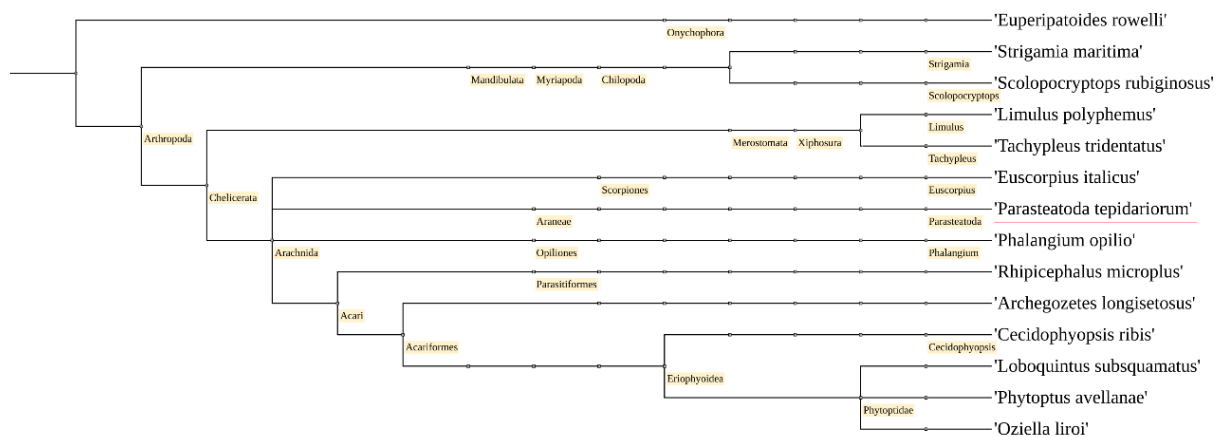 'Euperipatoides rowelli'
Onychophora
'Strigamia maritima'
Strigamia
Mandibulata Myriapoda Chilopoda
'Scolopocryptops rubiginosus'
Scolopocryptops
'Limulus polyphemus'
Limulus
Arthropoda
Merostomata Xiphosura
'Tachypleus tridentatus'
Tachypleus
'Euscorpius italicus'
Scorpiones Euscorpius
Chelicerata
'Parasteatoda tepidariorum'
Araneae Parasteatoda
'Phalangium opilio'
Arachnida Opiliones Phalangium
'Rhipicephalus microplus'
Parasitiformes
'Archegozetes longisetosus'
Acari
'Cecidophyopsis ribis'
Acariformes Cecidophyopsis
'Loboquintus subsquamatus'
Eriophyoidea
'Phytoptus avellanae'
Phytoptidae
'Oziella liroi'